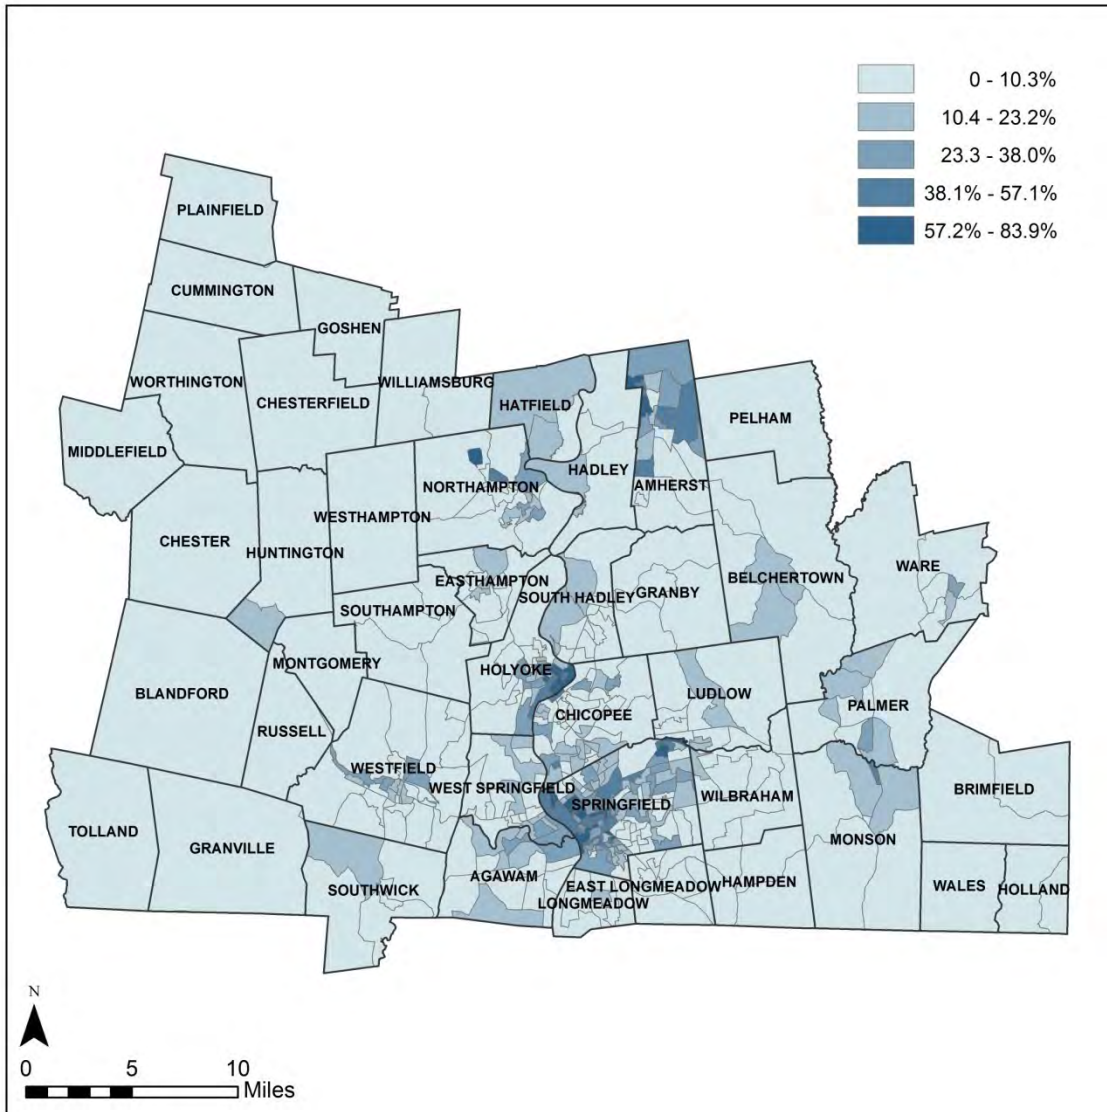 0 - 10.3%
10.4 - 23.2%
23.3 - 38.0%
38.1% - 57.1%
57.2% - 83.9%
PLAINFIELD
CUMMINGTON
GOSHEN
WORTHINGTON
WILLIAMSBURG
CHESTERFIELD
HATFIELD
PELHAM
MIDDLEFIELD
HADLEY
NORTHAMPTON
AMHERST
WESTHAMPTON
CHESTER
HUNTINGTON
WARE
EASTHAMPTON
BELCHERTOWN
SOUTH HADLEY
GRANBY
SOUTHAMPTON
MONTGOMERY
HOLYOKE
BLANDFORD
LUDLOW
PALMER
CHICOPEE
RUSSELL
WESTFIELD
WEST SPRINGFIELD
BRIMFIELD
WILBRAHAM
SPRINGFIELD
TOLLAND
MONSON
GRANVILLE
AGAWAM
HAMPDEN
EAST LONGMEADOW
WALES
HOLLAND
SOUTHWICK
LONGMEADOW
N
0 5 10
Miles